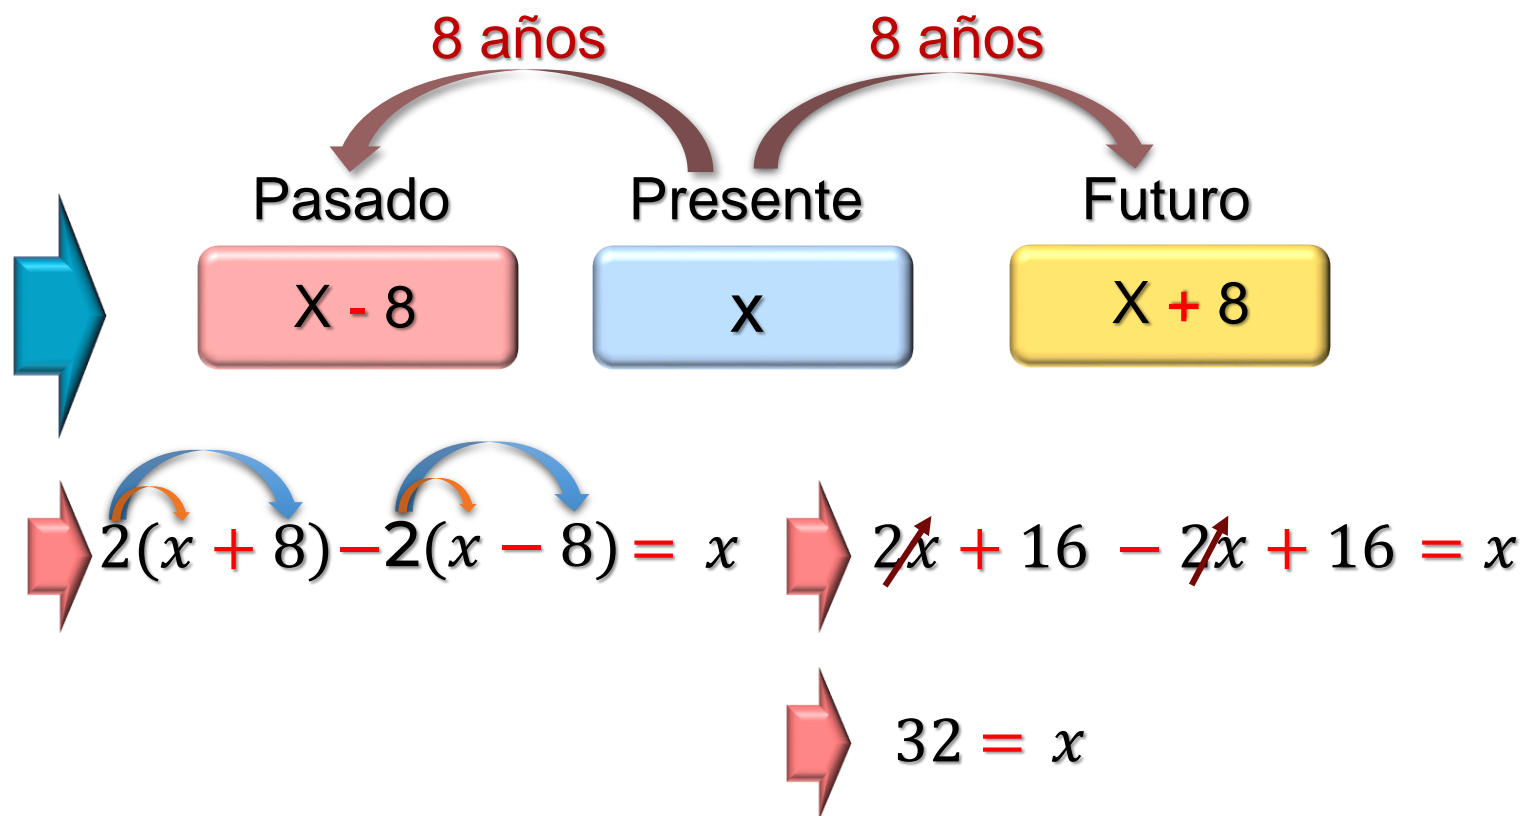 8 años 8 años
Pasado Presente Futuro
X - 8 x X + 8
2(x + 8) − 2(x − 8) = x 2x + 16 − 2x + 16 = x
32 = x